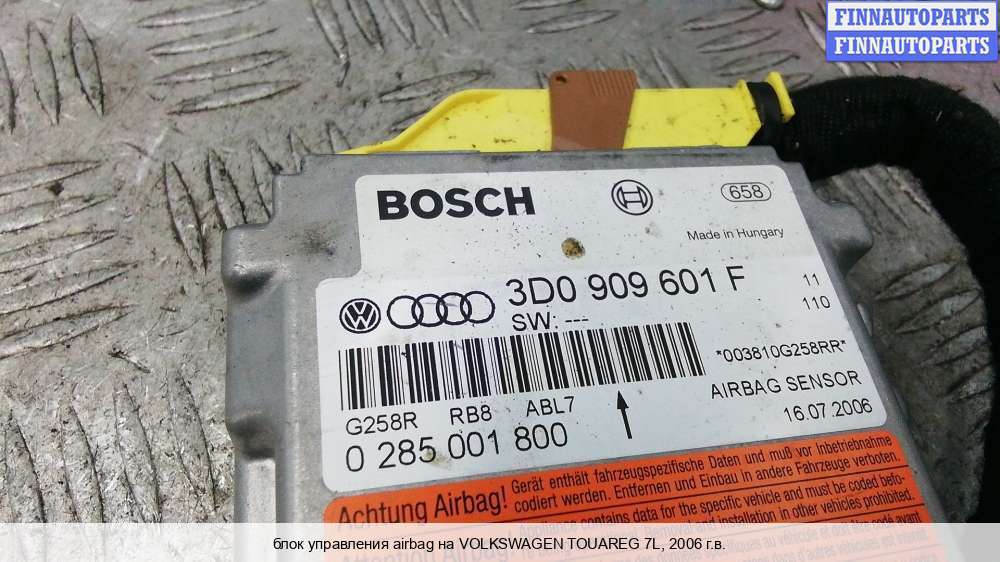 FINNAUTOPARTS
FINNAUTOPARTS
BOSCH
658
Made in Hungary
3D0 909 601 F
11
110
SW: ---
*003810G258RR*
G258R RB8 ABL7
AIRBAG SENSOR
0 285 001 800
16.07.2006
Achtung Airbag!
Gerät enthält fahrzeugspezifische Daten und muß vor Inbetriebnahme
codiert werden. Entfernen und Einbau in andere Fahrzeuge verboten.
Appliance contains data for the specific vehicle and must be coded befo-
and installation in other vehicles prohibited.
блок управления airbag на VOLKSWAGEN TOUAREG 7L, 2006 г.в.